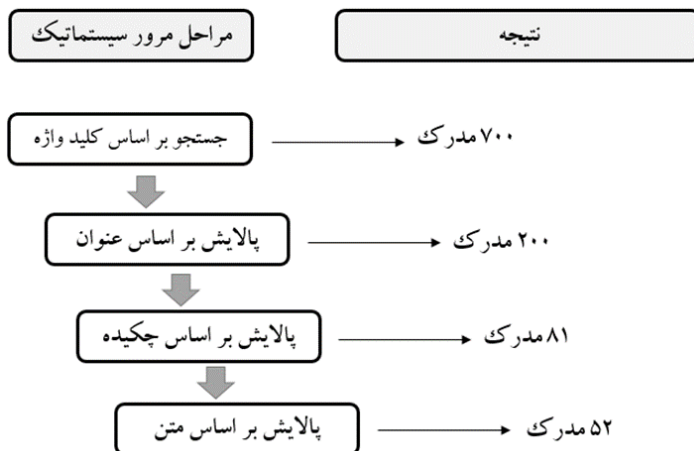 مراحل مرور سیستماتیک
نتیجه
جستجو بر اساس کلید واژه
۷۰۰ مدرک
پالایش بر اساس عنوان
۲۰۰ مدرک
پالایش بر اساس چکیده
۸۱ مدرک
پالایش بر اساس متن
۵۲ مدرک